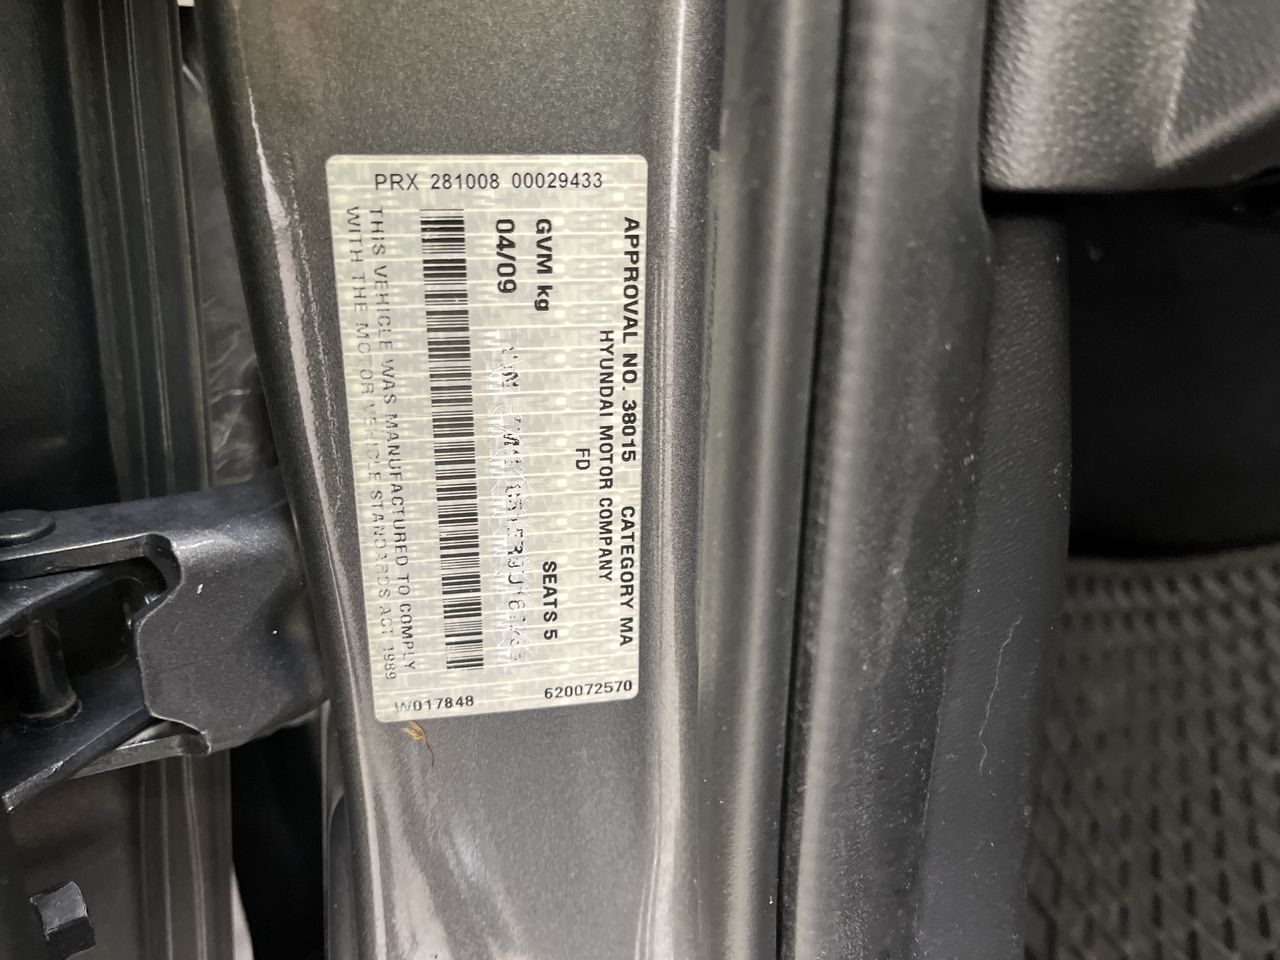 PRX 281008 00029433
APPROVAL NO. 38015 CATEGORY MA
HYUNDAI MOTOR COMPANY
FD
GVM kg SEATS 5
04/09
THIS VEHICLE WAS MANUFACTURED TO COMPLY
WITH THE MOTOR VEHICLE STANDARDS ACT 1989
620072570
W017848